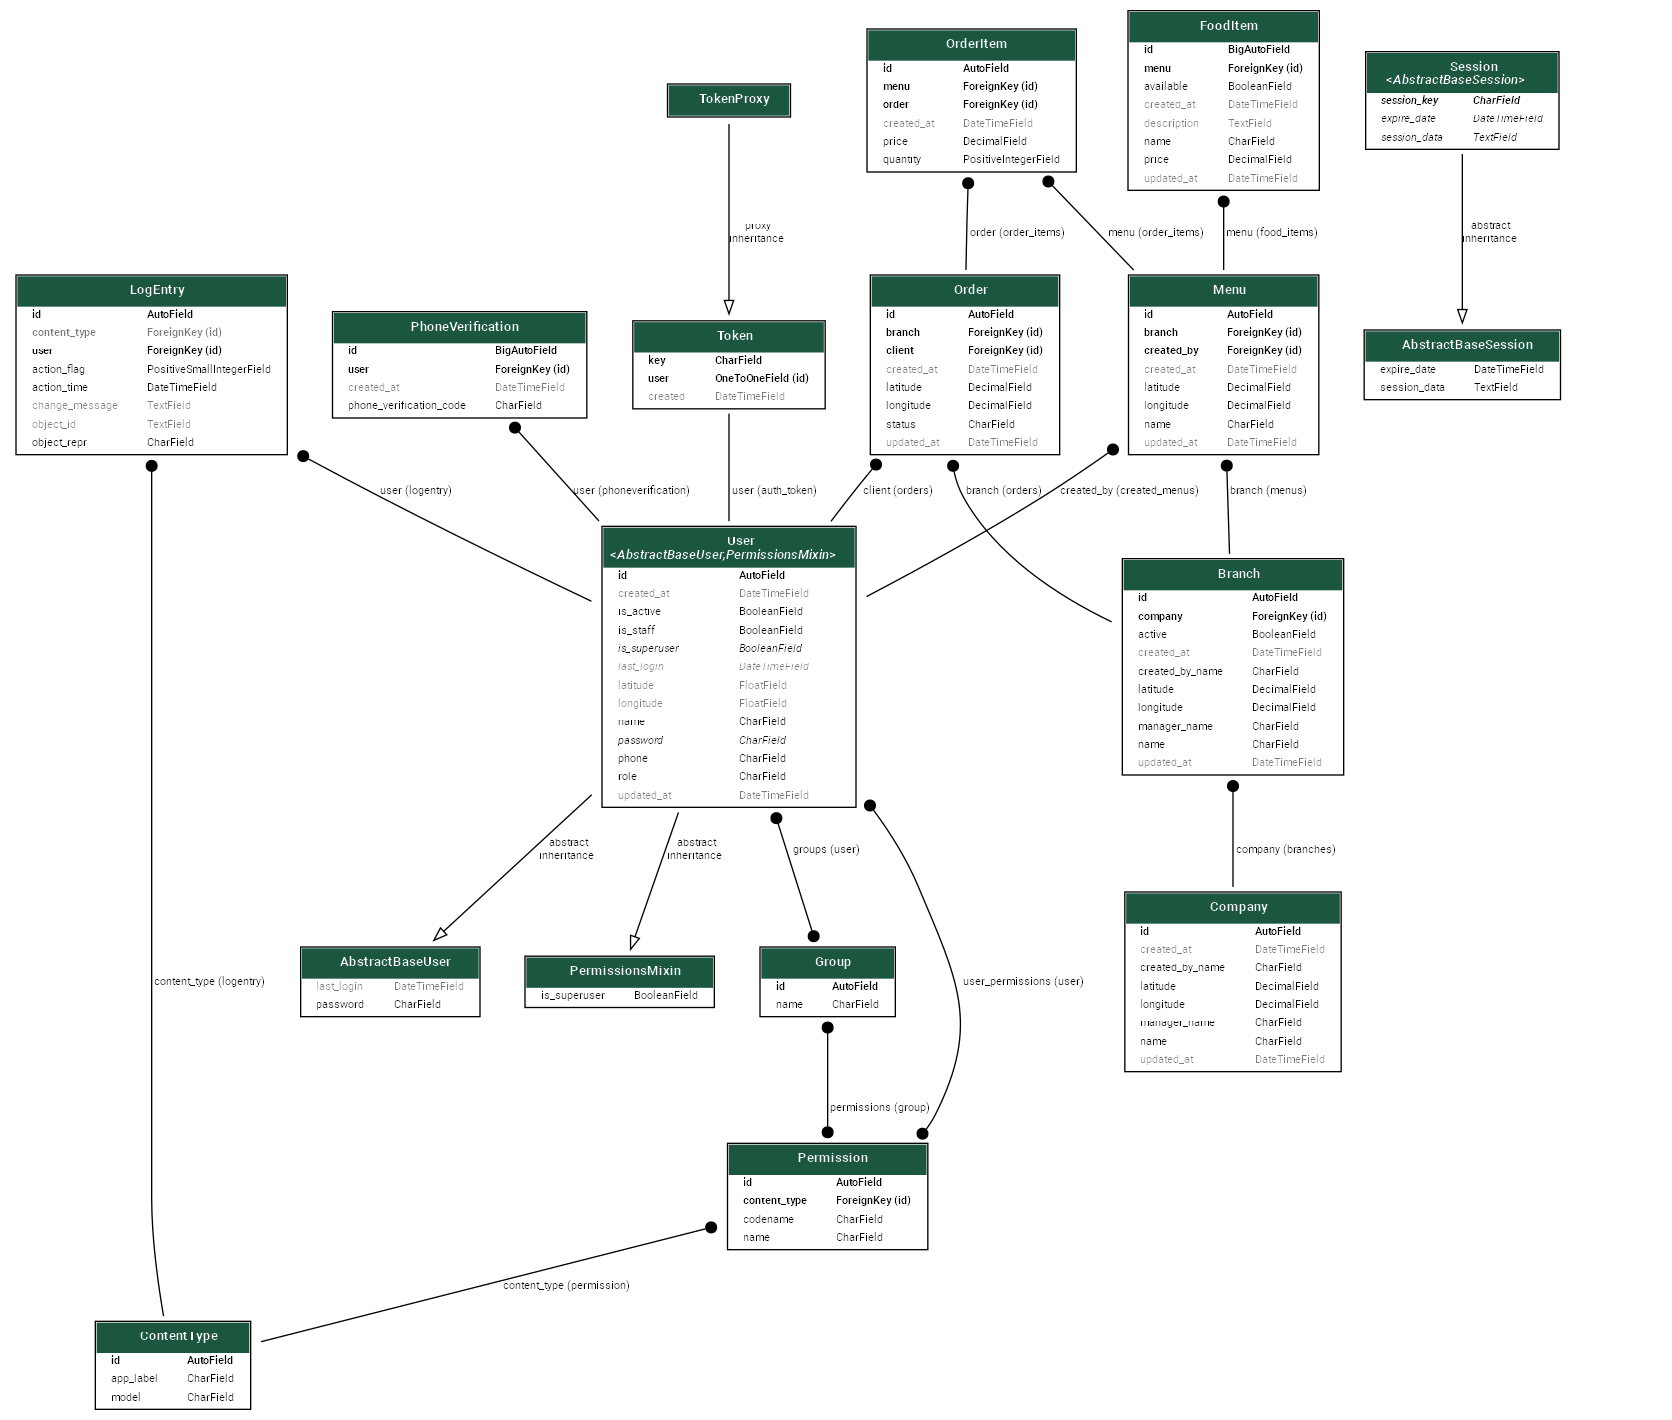 OrderItem
id AutoField
menu ForeignKey (id)
order ForeignKey (id)
created_at DateTimeField
price DecimalField
quantity PositiveIntegerField
FoodItem
id BigAutoField
menu ForeignKey (id)
available BooleanField
created_at DateTimeField
description TextField
name CharField
price DecimalField
updated_at DateTimeField
Session
<AbstractBaseSession>
session_key CharField
expire_date DateTimeField
session_data TextField
TokenProxy
proxy
inheritance
order (order_items)
menu (order_items)
menu (food_items)
abstract
inheritance
LogEntry
id AutoField
content_type ForeignKey (id)
user ForeignKey (id)
action_flag PositiveSmallIntegerField
action_time DateTimeField
change_message TextField
object_id TextField
object_repr CharField
PhoneVerification
id BigAutoField
user ForeignKey (id)
created_at DateTimeField
phone_verification_code CharField
Token
key CharField
user OneToOneField (id)
created DateTimeField
Order
id AutoField
branch ForeignKey (id)
client ForeignKey (id)
created_at DateTimeField
latitude DecimalField
longitude DecimalField
status CharField
updated_at DateTimeField
Menu
id AutoField
branch ForeignKey (id)
created_by ForeignKey (id)
created_at DateTimeField
latitude DecimalField
longitude DecimalField
name CharField
updated_at DateTimeField
AbstractBaseSession
expire_date DateTimeField
session_data TextField
user (logentry)
user (phoneverification)
user (auth_token)
client (orders)
branch (orders)
created_by (created_menus)
branch (menus)
User
<AbstractBaseUser,PermissionsMixin>
id AutoField
created_at DateTimeField
is_active BooleanField
is_staff BooleanField
is_superuser BooleanField
last_login DateTimeField
latitude FloatField
longitude FloatField
name CharField
password CharField
phone CharField
role CharField
updated_at DateTimeField
Branch
id AutoField
company ForeignKey (id)
active BooleanField
created_at DateTimeField
created_by_name CharField
latitude DecimalField
longitude DecimalField
manager_name CharField
name CharField
updated_at DateTimeField
abstract
inheritance
abstract
inheritance
groups (user)
company (branches)
AbstractBaseUser
last_login DateTimeField
password CharField
PermissionsMixin
is_superuser BooleanField
Group
id AutoField
name CharField
Company
id AutoField
created_at DateTimeField
created_by_name CharField
latitude DecimalField
longitude DecimalField
manager_name CharField
name CharField
updated_at DateTimeField
content_type (logentry)
user_permissions (user)
permissions (group)
Permission
id AutoField
content_type ForeignKey (id)
codename CharField
name CharField
content_type (permission)
ContentType
id AutoField
app_label CharField
model CharField